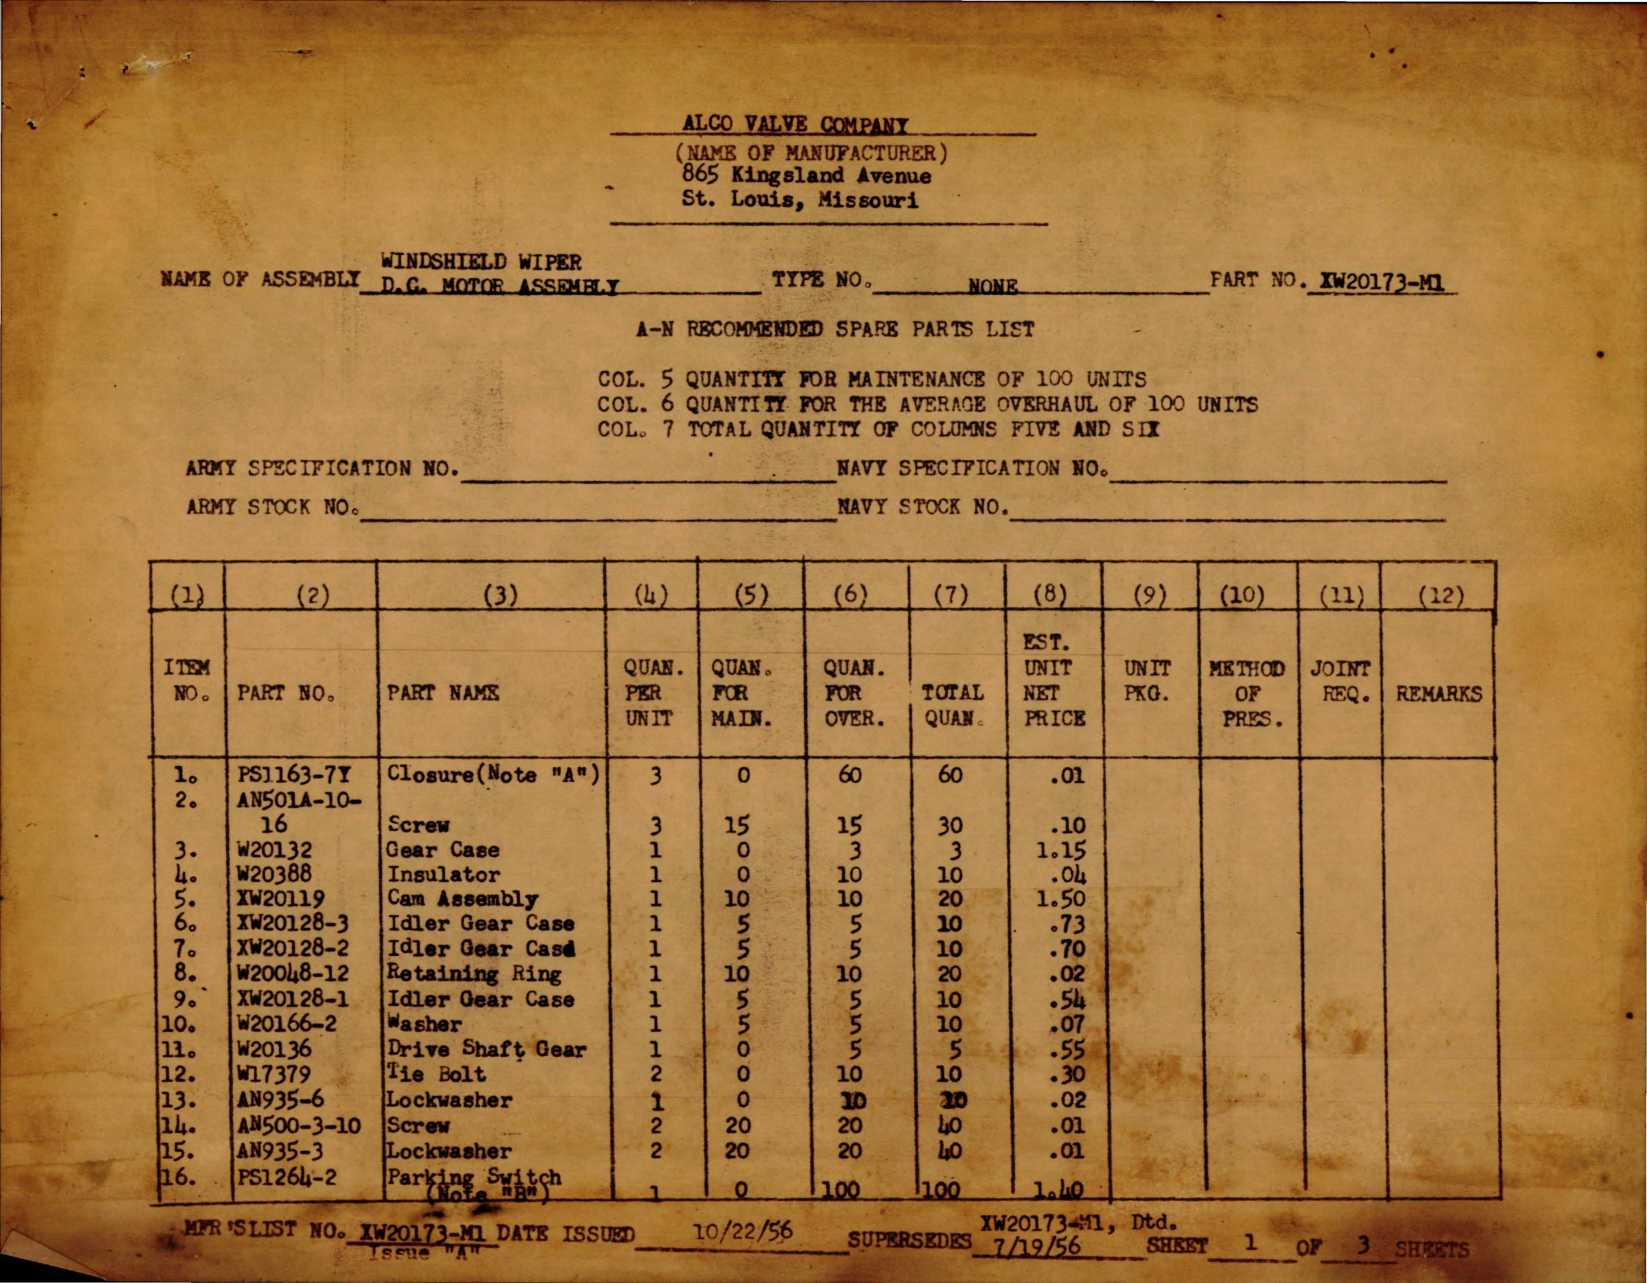 ALCO VALVE COMPANY
(NAME OF MANUFACTURER)
865 Kingsland Avenue
St. Louis, Missouri
WINDSHIELD WIPER
NAME OF ASSEMBLY D.C. MOTOR ASSEMBLY TYPE NO. NONE PART NO. XW20173-M1
A-N RECOMMENDED SPARE PARTS LIST
COL. 5 QUANTITY FOR MAINTENANCE OF 100 UNITS
COL. 6 QUANTITY FOR THE AVERAGE OVERHAUL OF 100 UNITS
COL. 7 TOTAL QUANTITY OF COLUMNS FIVE AND SIX
ARMY SPECIFICATION NO. NAVY SPECIFICATION NO.
ARMY STOCK NO. NAVY STOCK NO.
(1) (2) (3) (4) (5) (6) (7) (8) (9) (10) (11) (12)
EST.
ITEM QUAN. QUAN. QUAN. UNIT UNIT METHOD JOINT
NO. PART NO. PART NAME PER FOR FOR TOTAL NET PKG. OF REQ. REMARKS
UNIT MAIN. OVER. QUAN. PRICE PRES.
1. PS1163-7Y Closure(Note "A") 3 0 60 60 .01
2. AN501A-10-
16 Screw 3 15 15 30 .10
3. W20132 Gear Case 1 0 3 3 1.15
4. W20388 Insulator 1 0 10 10 .04
5. XW20119 Cam Assembly 1 10 10 20 1.50
6. XW20128-3 Idler Gear Case 1 5 5 10 .73
7. XW20128-2 Idler Gear Casd 1 5 5 10 .70
8. W20048-12 Retaining Ring 1 10 10 20 .02
9. XW20128-1 Idler Gear Case 1 5 5 10 .54
10. W20166-2 Washer 1 5 5 10 .07
11. W20136 Drive Shaft Gear 1 0 5 5 .55
12. W17379 Tie Bolt 2 0 10 10 .30
13. AN935-6 Lockwasher 1 0 10 10 .02
14. AN500-3-10 Screw 2 20 20 40 .01
15. AN935-3 Lockwasher 2 20 20 40 .01
16. PS1264-2 Parking Switch
(Note "B") 1 0 100 100 1.40
XW20173-M1, Dtd.
MFR'S LIST NO. XW20173-M1 DATE ISSUED 10/22/56 SUPERSEDES 7/19/56 SHEET 1 OF 3 SHEETS
Issue "A"